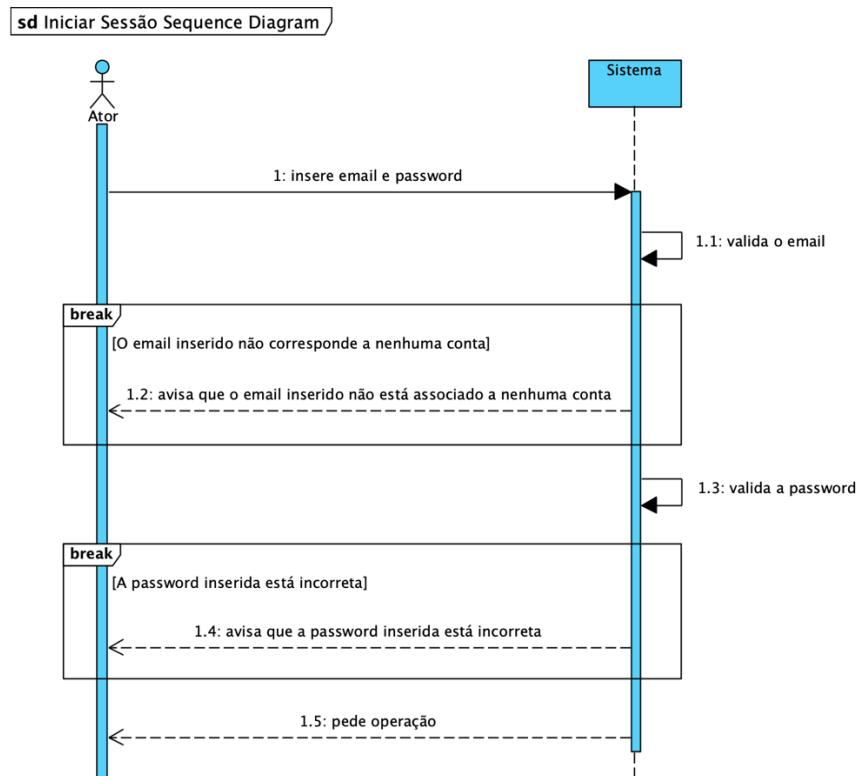 sd Iniciar Sessão Sequence Diagram
Ator
Sistema
1: insere email e password
1.1: valida o email
break
[O email inserido não corresponde a nenhuma conta]
1.2: avisa que o email inserido não está associado a nenhuma conta
1.3: valida a password
break
[A password inserida está incorreta]
1.4: avisa que a password inserida está incorreta
1.5: pede operação